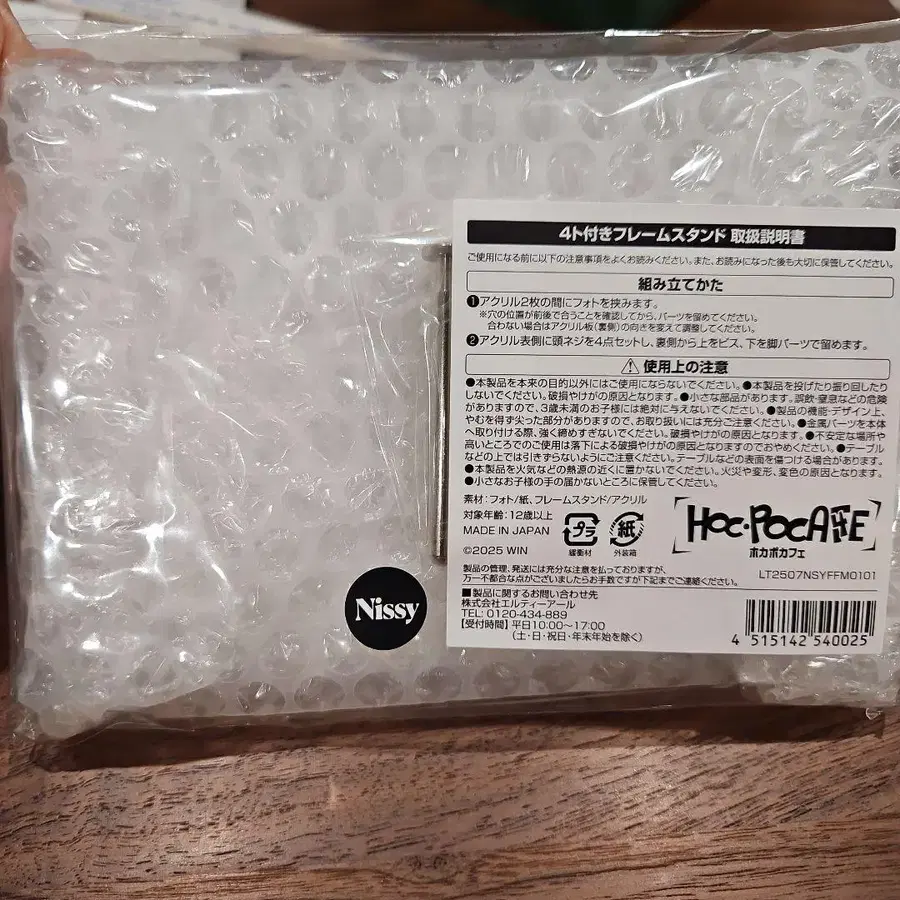 4ト付きフレームスタンド 取扱説明書
ご使用になる前に以下の注意事項をよくお読みください。また、お読みになった後も大切に保管してください。
組み立てかた
❶アクリル2枚の間にフォトを挟みます。
※穴の位置が前後で合うことを確認してから、パーツを留めてください。
合わない場合はアクリル板(裏側)の向きを変えて調整してください。
❷アクリル表側に頭ネジを4点セットし、裏側から上をビス、下を脚パーツで留めます。
使用上の注意
●本製品を本来の目的以外にはご使用にならないでください。●本製品を投げたり振り回したり
しないでください。破損やけがの原因となります。●小さな部品があります。誤飲・窒息などの危険
がありますので、3歳未満のお子様には絶対に与えないでください。●製品の機能・デザイン上、
やむを得ず尖った部分がありますので、お取り扱いには充分ご注意ください。●金属パーツを本体
へ取り付ける際、強く締めすぎないでください。破損やけがの原因となります。●不安定な場所や
高いところでのご使用は落下による破損やけがの原因となりますのでおやめください。●テーブル
などの上では引きずらないようにご注意ください。テーブルなどの表面を傷つける場合があります。
●本製品を火気などの熱源の近くに置かないでください。火災や変形、変色の原因となります。
●小さなお子様の手の届かないところに保管してください。
素材:フォト/紙、フレームスタンド/アクリル
対象年齢:12歳以上
MADE IN JAPAN
©2025 WIN
プラ
緩衝材
紙
外装箱
HOC・POCAFFE
ホカポカフェ
製品の管理、発送には充分な注意を払っておりますが、
万一不都合な点がございましたらお手数ですが下記までご連絡ください。
LT2507NSYFFM0101
■製品に関するお問い合わせ先
株式会社エルティーアール
TEL: 0120-434-889
【受付時間】平日10:00〜17:00
(土・日・祝日・年末年始を除く)
4 515142 540025
Nissy